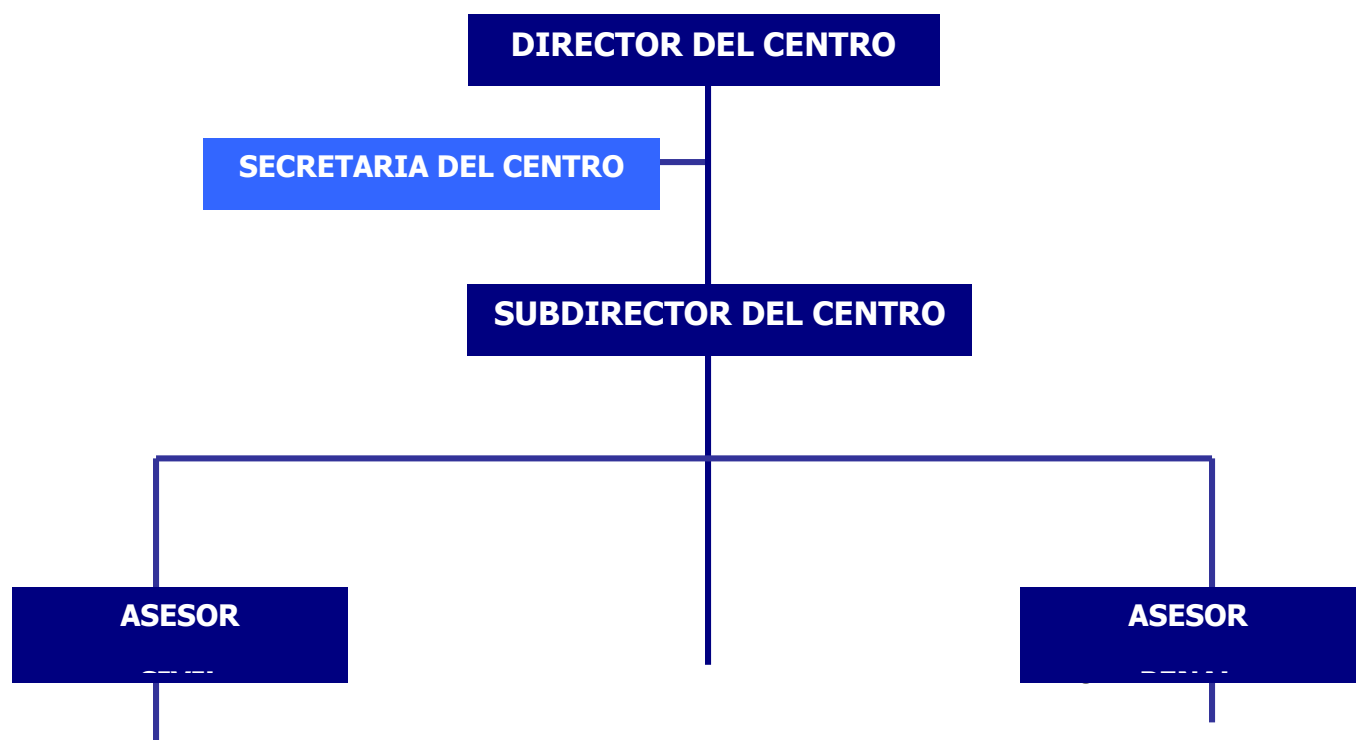 DIRECTOR DEL CENTRO
SECRETARIA DEL CENTRO
SUBDIRECTOR DEL CENTRO
ASESOR
ASESOR